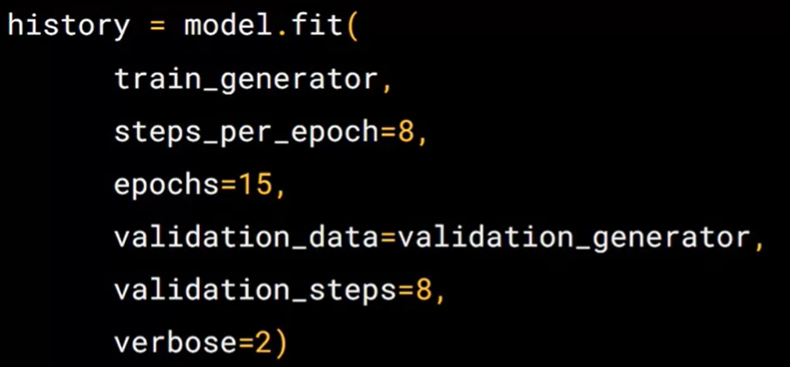 history = model.fit(
train_generator,
steps_per_epoch=8,
epochs=15,
validation_data=validation_generator,
validation_steps=8,
verbose=2)